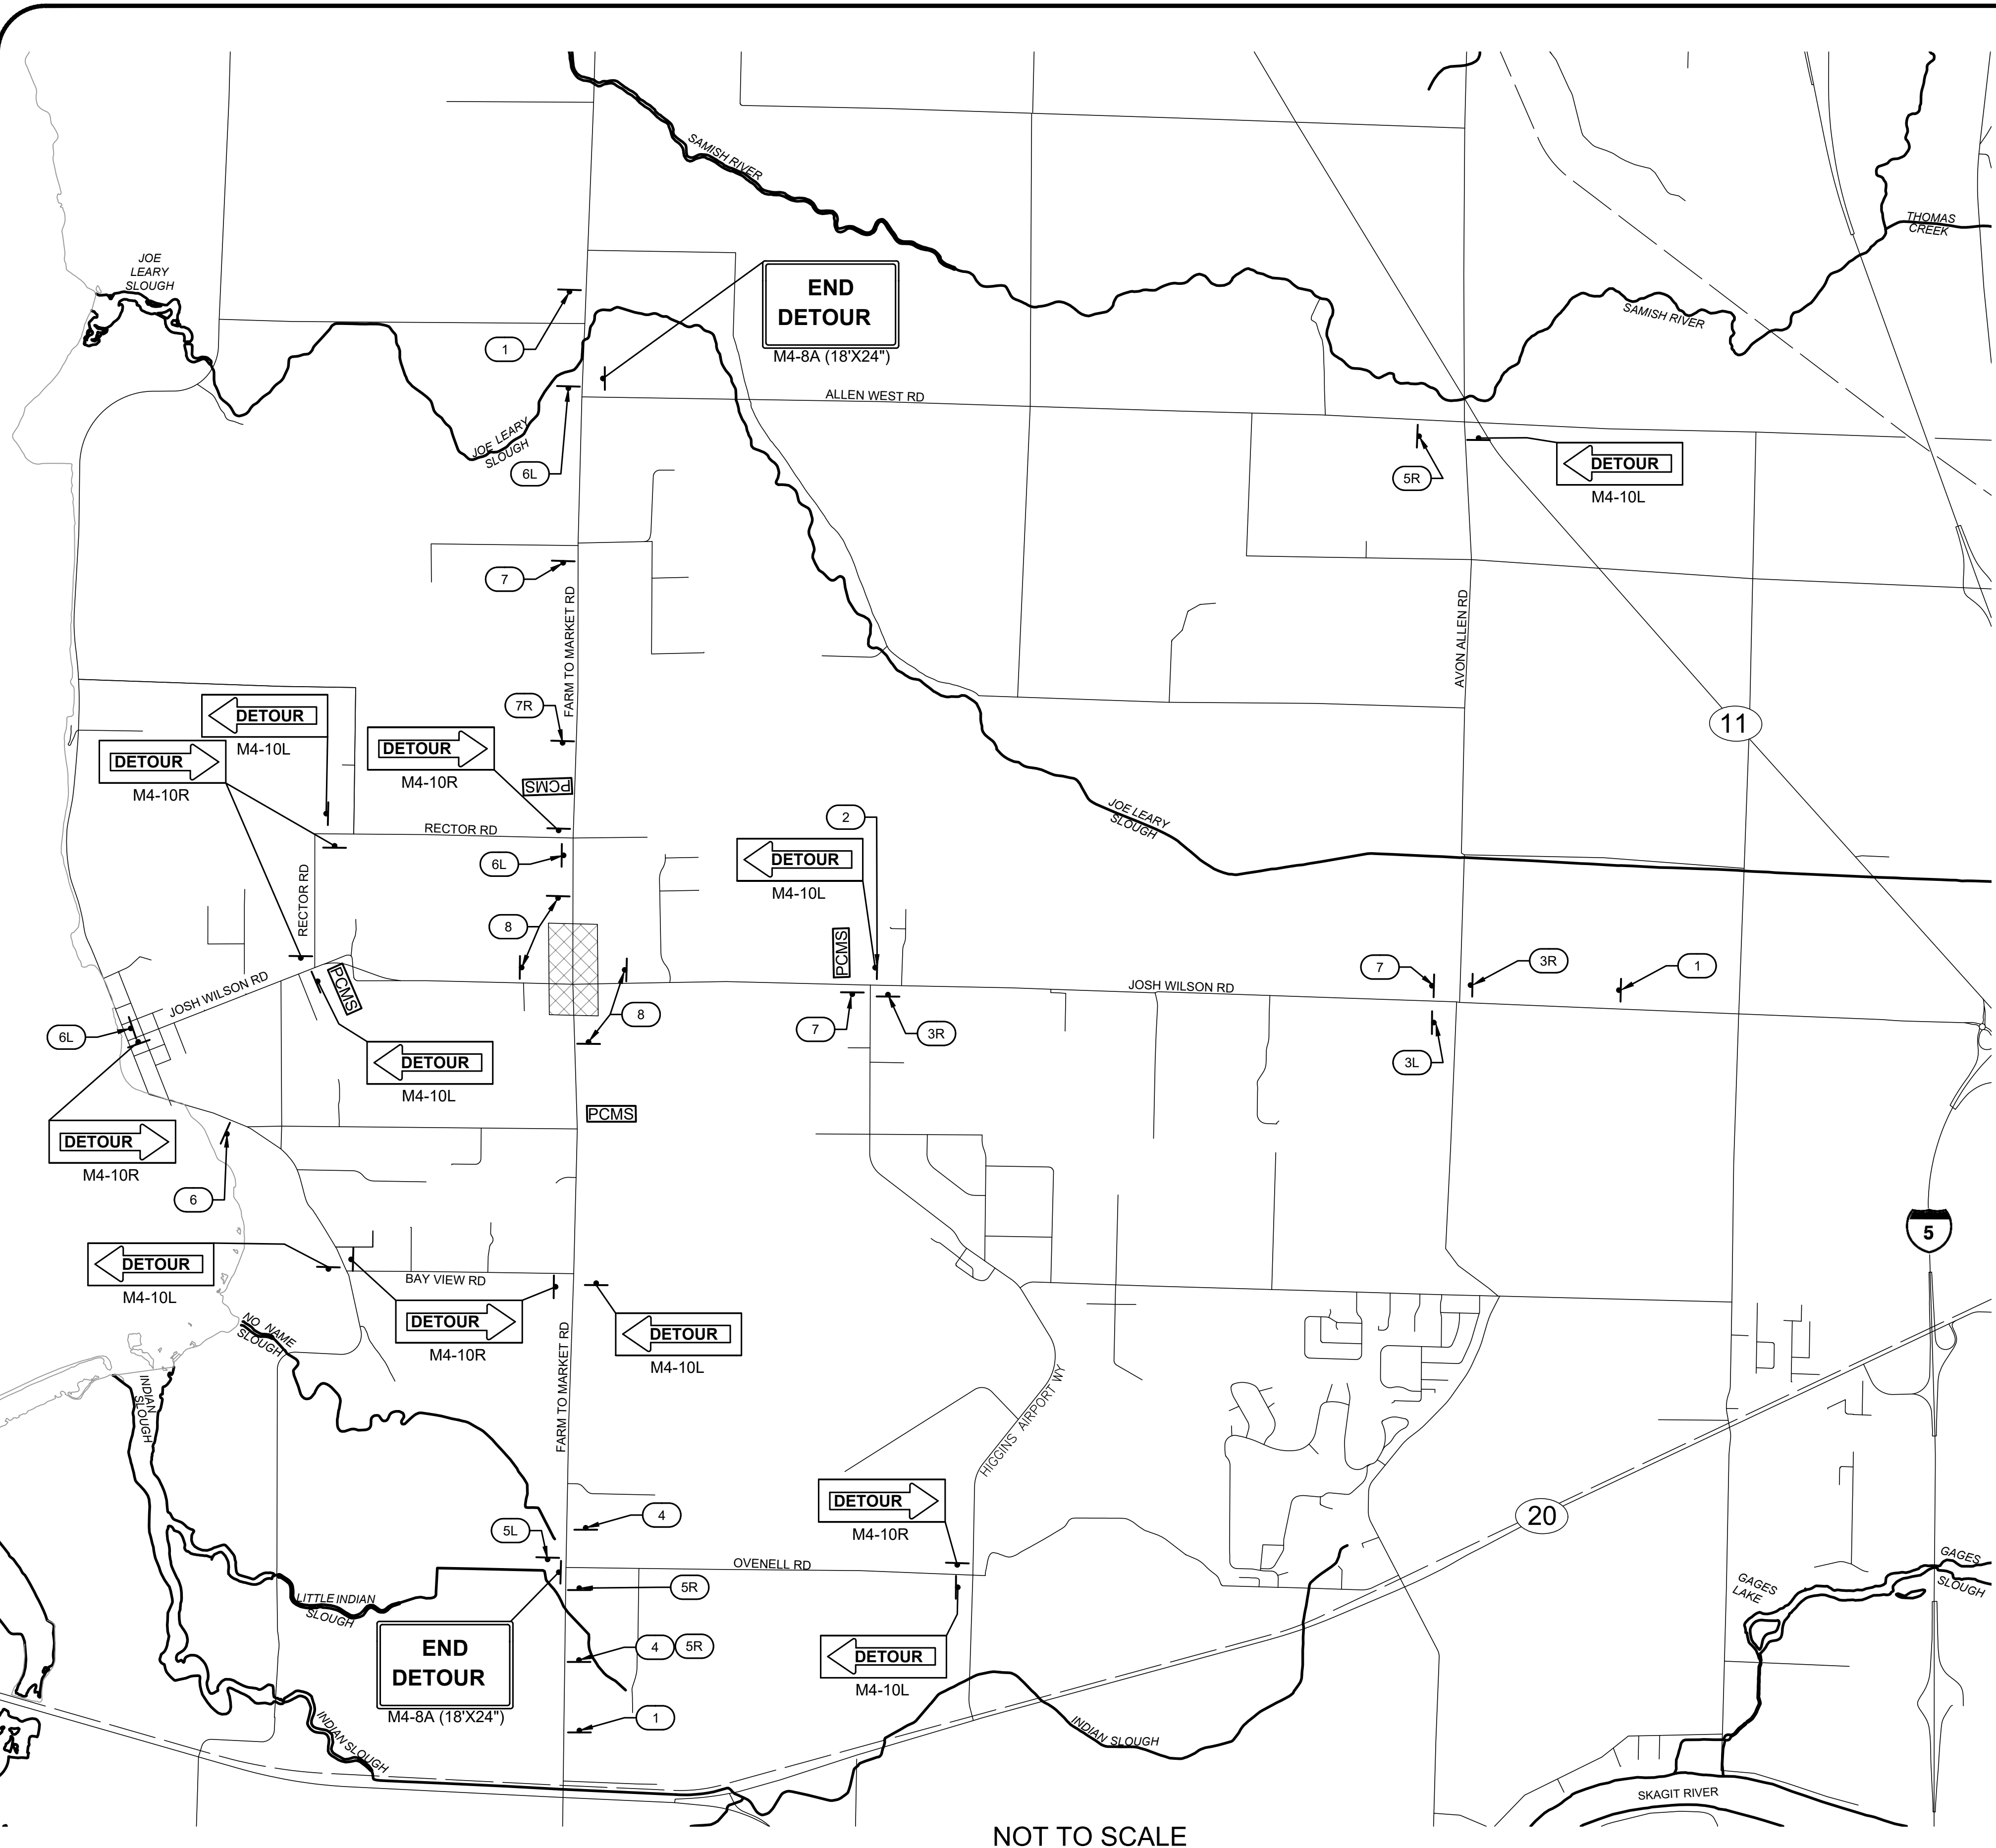 SAMISH RIVER
THOMAS
CREEK
JOE
LEARY
SLOUGH
END
DETOUR
M4-8A (18'X24")
SAMISH RIVER
1
ALLEN WEST RD
JOE LEARY
SLOUGH
6L
5R
DETOUR
M4-10L
7
FARM TO MARKET RD
AVON ALLEN RD
7R
DETOUR
M4-10L
DETOUR
M4-10R
DETOUR
M4-10R
11
PCMS
JOE LEARY
SLOUGH
2
RECTOR RD
6L
DETOUR
M4-10L
RECTOR RD
8
PCMS
7
3R
1
JOSH WILSON RD
PCMS
JOSH WILSON RD
6L
8
7
3R
3L
DETOUR
M4-10L
PCMS
DETOUR
M4-10R
6
5
DETOUR
M4-10L
BAY VIEW RD
DETOUR
M4-10R
DETOUR
M4-10L
NO NAME
SLOUGH
FARM TO MARKET RD
INDIAN
SLOUGH
HIGGINS AIRPORT WY
4
5L
DETOUR
M4-10R
20
OVENELL RD
GAGES
SLOUGH
GAGES
LAKE
5R
LITTLE INDIAN
SLOUGH
END
DETOUR
M4-8A (18'X24")
4
5R
DETOUR
M4-10L
1
INDIAN SLOUGH
INDIAN SLOUGH
SKAGIT RIVER
NOT TO SCALE